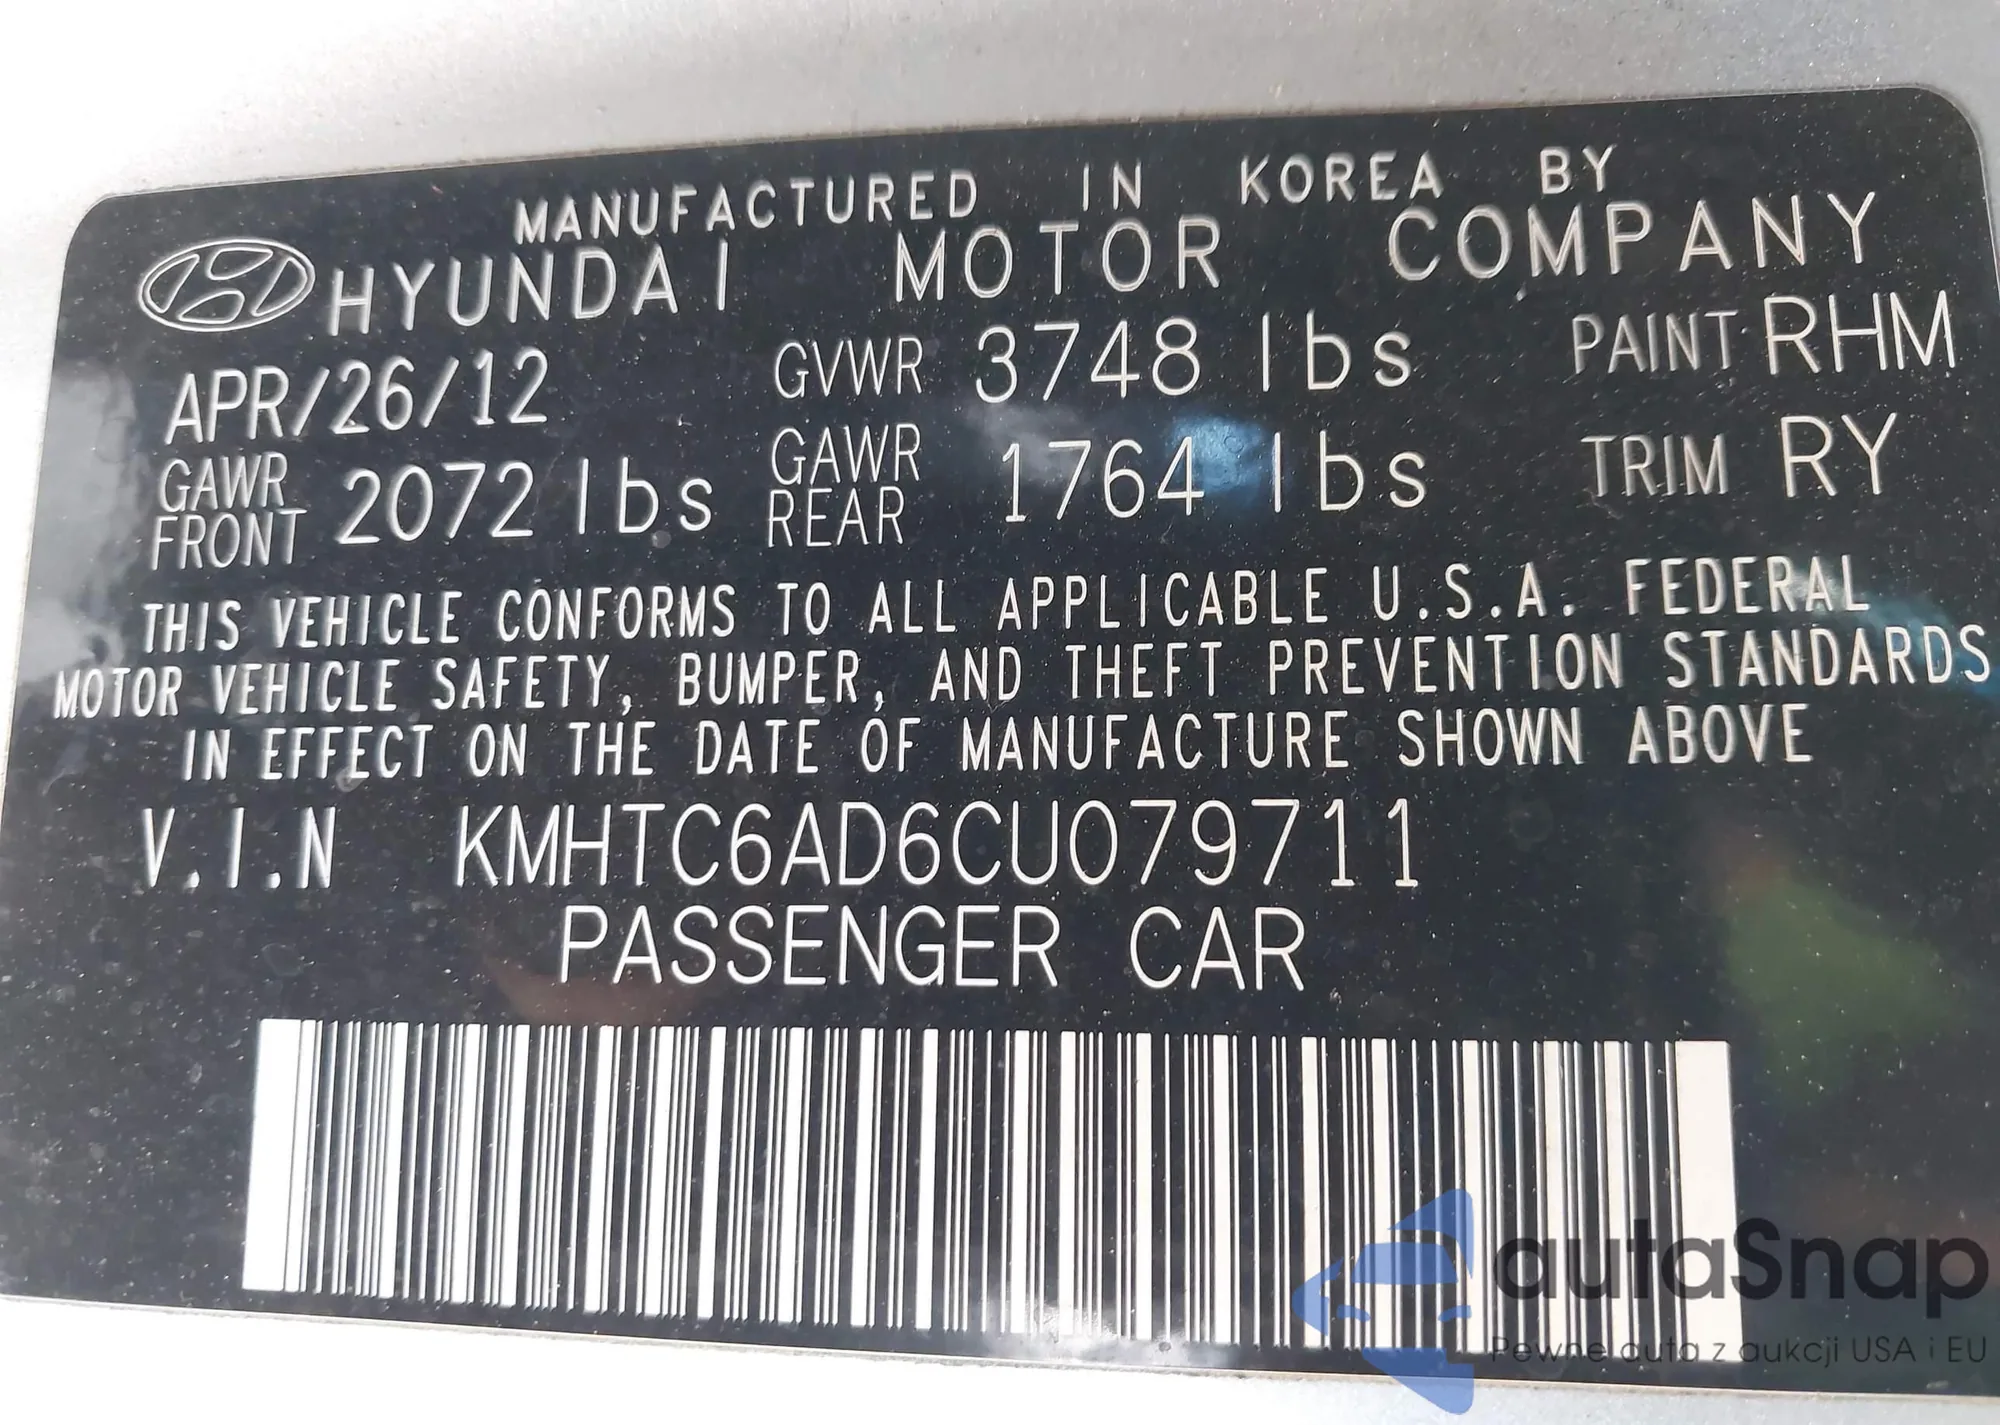 MANUFACTURED IN KOREA BY
HYUNDAI MOTOR COMPANY
APR/26/12 GVWR 3748 lbs PAINT RHM
GAWR FRONT 2072 lbs GAWR REAR 1764 lbs TRIM RY
THIS VEHICLE CONFORMS TO ALL APPLICABLE U.S.A. FEDERAL
MOTOR VEHICLE SAFETY, BUMPER, AND THEFT PREVENTION STANDARDS
IN EFFECT ON THE DATE OF MANUFACTURE SHOWN ABOVE
V.I.N KMHTC6AD6CU079711
PASSENGER CAR
autaSnap
Pewne auta z aukcji USA i EU